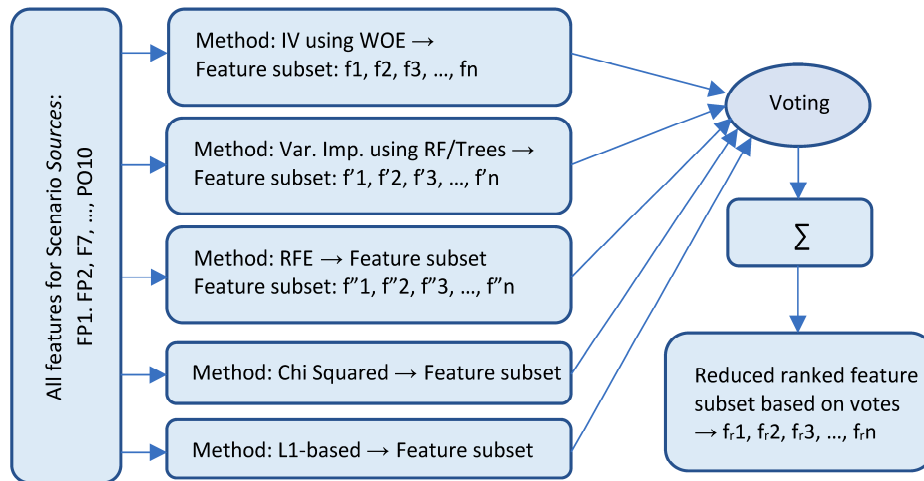 All features for Scenario Sources:
FP1. FP2, F7, ..., PO10
Method: IV using WOE →
Feature subset: f1, f2, f3, ..., fn
Method: Var. Imp. using RF/Trees →
Feature subset: f'1, f'2, f'3, ..., f'n
Method: RFE → Feature subset
Feature subset: f"1, f"2, f"3, ..., f"n
Method: Chi Squared → Feature subset
Method: L1-based → Feature subset
Voting
∑
Reduced ranked feature
subset based on votes
→ fᵣ1, fᵣ2, fᵣ3, ..., fᵣn